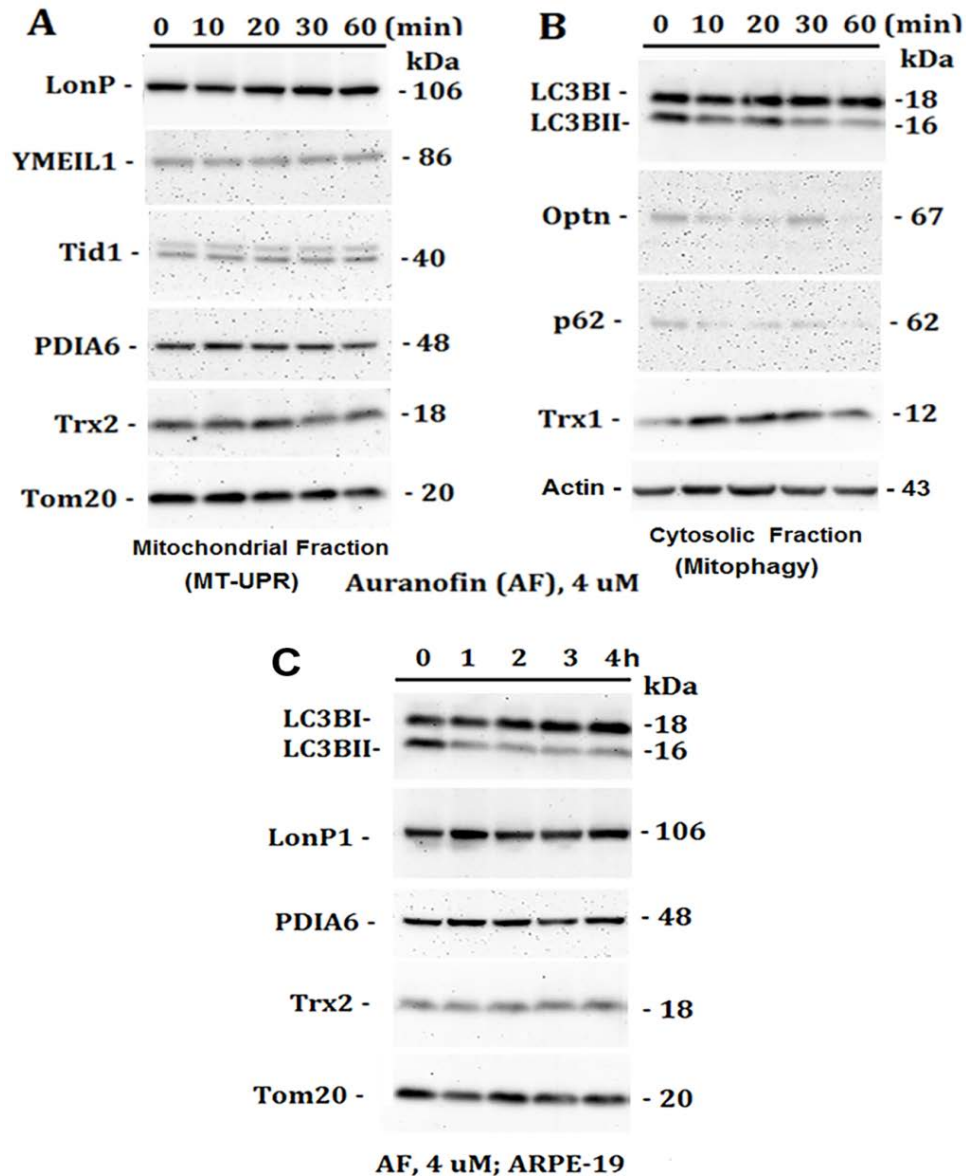 A
0 10 20 30 60 (min)
kDa
LonP - - 106
YMEIL1 - - 86
Tid1 - - 40
PDIA6 - - 48
Trx2 - - 18
Tom20 - - 20
Mitochondrial Fraction
(MT-UPR)
B
0 10 20 30 60 (min)
kDa
LC3BI - -18
LC3BII- -16
Optn - - 67
p62 - - 62
Trx1 - - 12
Actin - - 43
Cytosolic Fraction
(Mitophagy)
Auranofin (AF), 4 uM
C
0 1 2 3 4h
kDa
LC3BI- -18
LC3BII- -16
LonP1 - - 106
PDIA6 - - 48
Trx2 - - 18
Tom20 - - 20
AF, 4 uM; ARPE-19